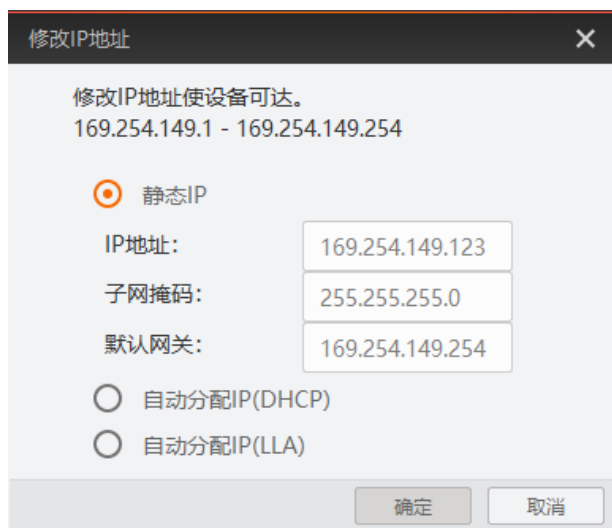 修改IP地址
修改IP地址使设备可达。
169.254.149.1 - 169.254.149.254
静态IP
IP地址: 169.254.149.123
子网掩码: 255.255.255.0
默认网关: 169.254.149.254
自动分配IP(DHCP)
自动分配IP(LLA)
确定 取消